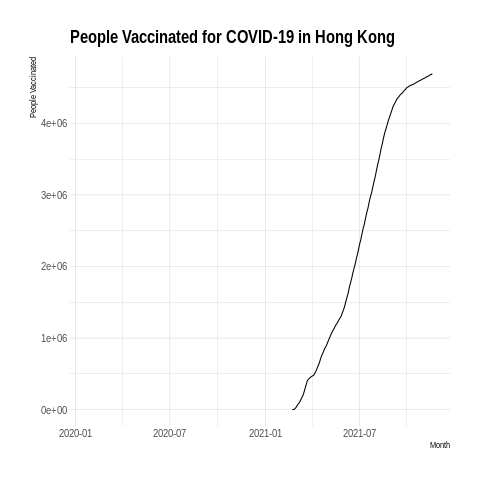 People Vaccinated for COVID-19 in Hong Kong
People Vaccinated
4e+06
3e+06
2e+06
1e+06
0e+00
2020-01 2020-07 2021-01 2021-07
Month